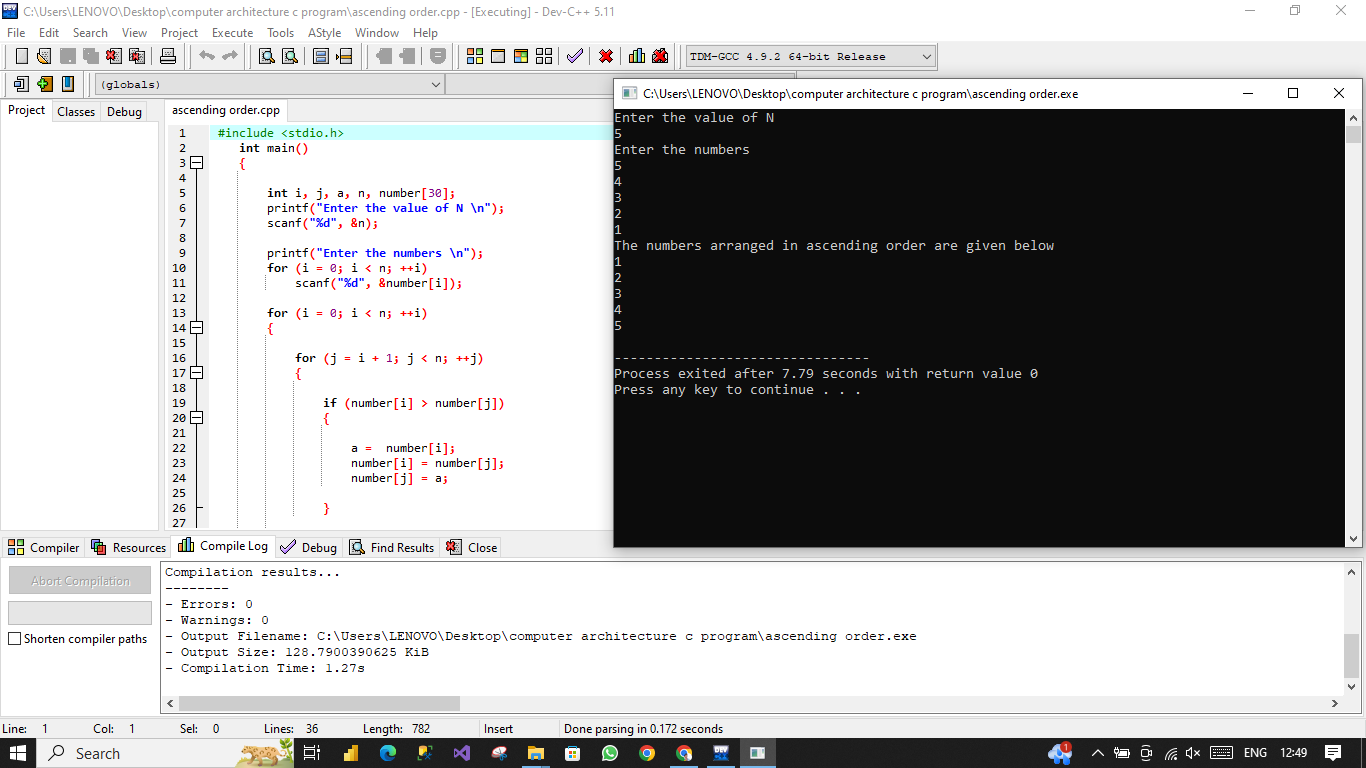 C:\Users\LENOVO\Desktop\computer architecture c program\ascending order.cpp - [Executing] - Dev-C++ 5.11
File Edit Search View Project Execute Tools AStyle Window Help
TDM-GCC 4.9.2 64-bit Release
(globals)
Project Classes Debug
ascending order.cpp
1 #include <stdio.h>
2 int main()
3 {
4
5 int i, j, a, n, number[30];
6 printf("Enter the value of N \n");
7 scanf("%d", &n);
8
9 printf("Enter the numbers \n");
10 for (i = 0; i < n; ++i)
11 scanf("%d", &number[i]);
12
13 for (i = 0; i < n; ++i)
14 {
15
16 for (j = i + 1; j < n; ++j)
17 {
18
19 if (number[i] > number[j])
20 {
21
22 a =  number[i];
23 number[i] = number[j];
24 number[j] = a;
25
26 }
27
C:\Users\LENOVO\Desktop\computer architecture c program\ascending order.exe
Enter the value of N
5
Enter the numbers
5
4
3
2
1
The numbers arranged in ascending order are given below
1
2
3
4
5
--------------------------------
Process exited after 7.79 seconds with return value 0
Press any key to continue . . .
Compiler Resources Compile Log Debug Find Results Close
Abort Compilation
Shorten compiler paths
Compilation results...
--------
- Errors: 0
- Warnings: 0
- Output Filename: C:\Users\LENOVO\Desktop\computer architecture c program\ascending order.exe
- Output Size: 128.7900390625 KiB
- Compilation Time: 1.27s
Line: 1 Col: 1 Sel: 0 Lines: 36 Length: 782 Insert Done parsing in 0.172 seconds
Search
1
ENG 12:49